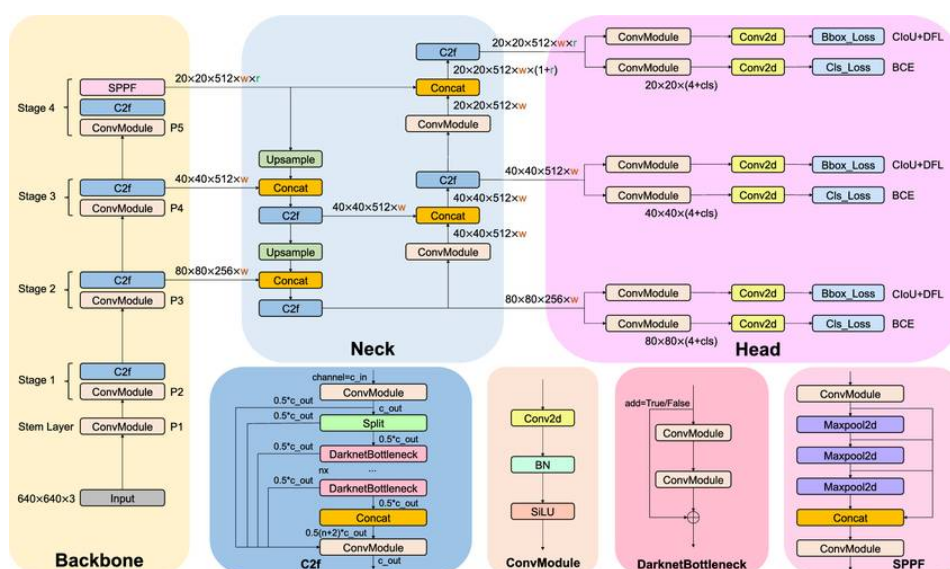 SPPF
20×20×512×w×r
Stage 4
C2f
ConvModule
P5
C2f
40×40×512×w
Stage 3
ConvModule
P4
C2f
80×80×256×w
Stage 2
ConvModule
P3
C2f
Stage 1
ConvModule
P2
Stem Layer
ConvModule
P1
640×640×3
Input
Backbone
Upsample
Concat
C2f
40×40×512×w
Upsample
Concat
C2f
C2f
20×20×512×w×r
20×20×512×w×(1+r)
Concat
20×20×512×w
ConvModule
C2f
40×40×512×w
40×40×512×w
Concat
40×40×512×w
ConvModule
80×80×256×w
Neck
ConvModule
Conv2d
Bbox_Loss
CIoU+DFL
ConvModule
Conv2d
Cls_Loss
BCE
20×20×(4+cls)
ConvModule
Conv2d
Bbox_Loss
CIoU+DFL
ConvModule
Conv2d
Cls_Loss
BCE
40×40×(4+cls)
ConvModule
Conv2d
Bbox_Loss
CIoU+DFL
ConvModule
Conv2d
Cls_Loss
BCE
80×80×(4+cls)
Head
channel=c_in
ConvModule
0.5*c_out
c_out
0.5*c_out
Split
0.5*c_out
0.5*c_out
DarknetBottleneck
nx
...
0.5*c_out
DarknetBottleneck
0.5*c_out
Concat
0.5(n+2)*c_out
ConvModule
C2f
c_out
Conv2d
BN
SiLU
ConvModule
add=True/False
ConvModule
ConvModule
DarknetBottleneck
ConvModule
Maxpool2d
Maxpool2d
Maxpool2d
Concat
ConvModule
SPPF